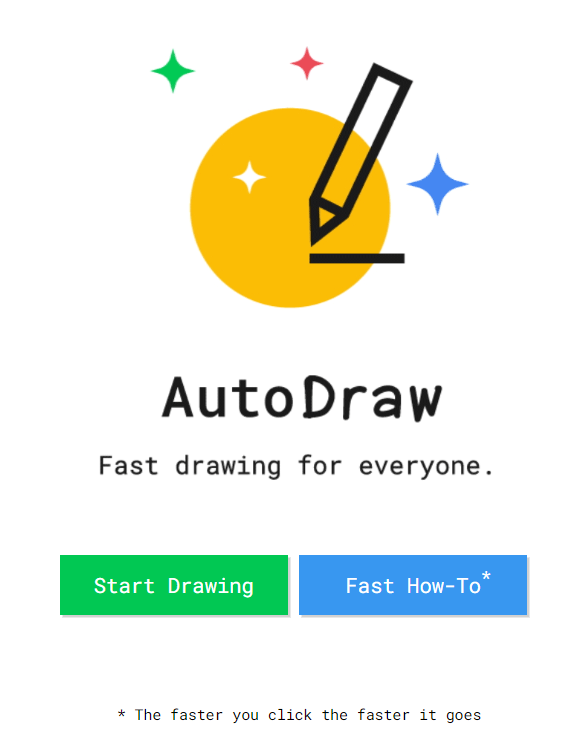 AutoDraw
Fast drawing for everyone.
Start Drawing
Fast How-To*
* The faster you click the faster it goes